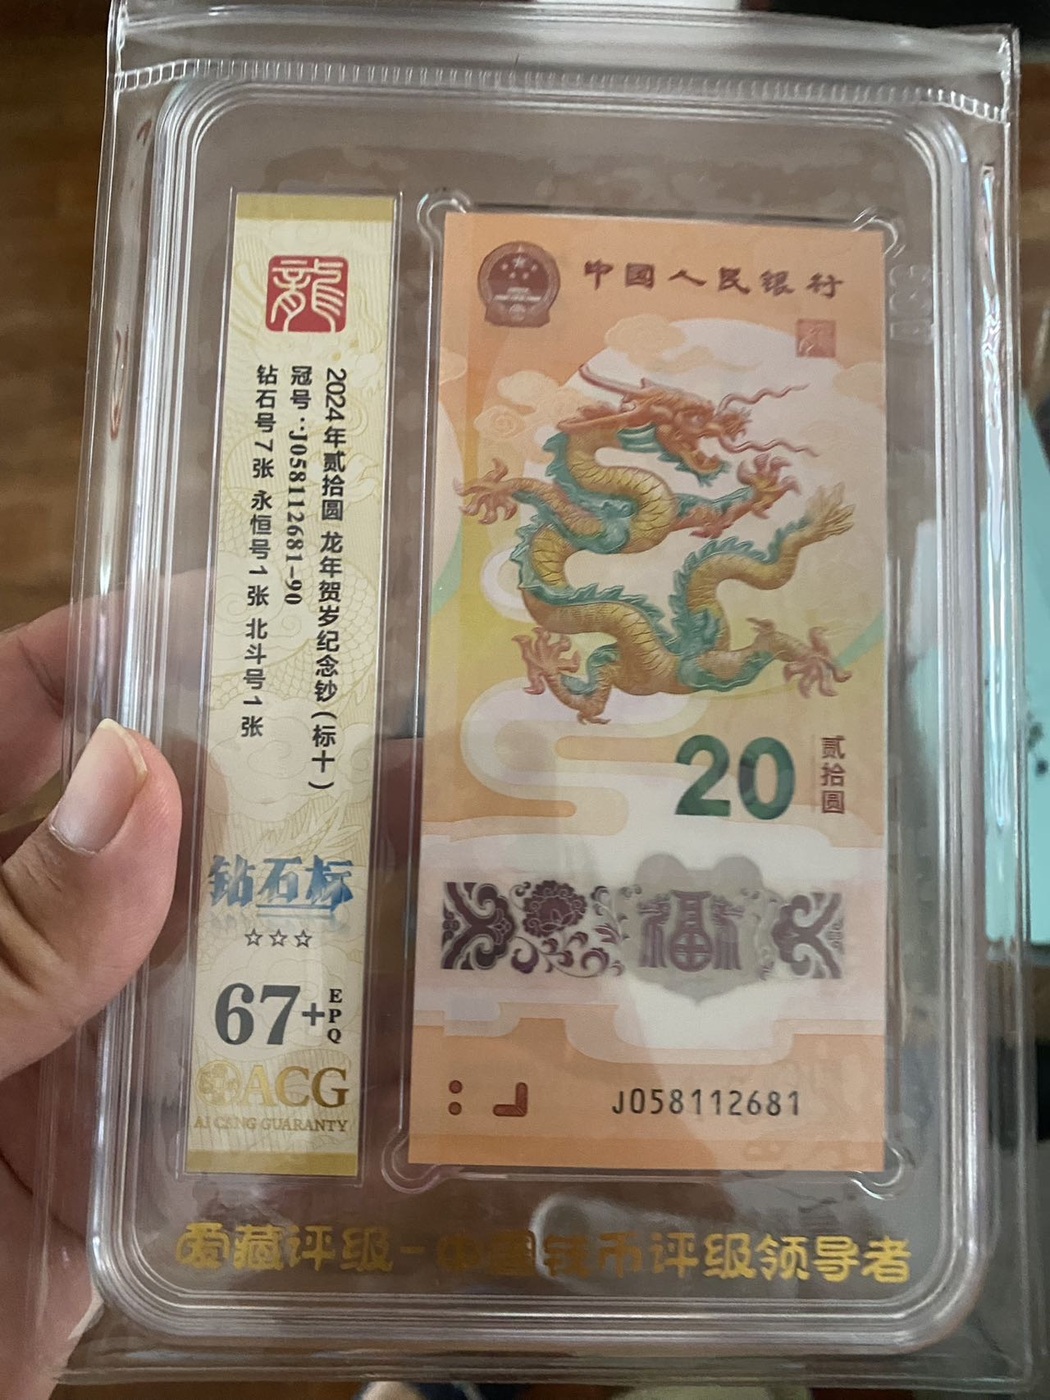 龍
2024年贰拾圆 龙年贺岁纪念钞(标十)
冠号:J058112681-90
钻石号7张 永恒号1张 北斗号1张
钻石标
☆☆☆
67+
EPQ
ACG
AI CANG GUARANTY
中国人民银行
20
贰拾圆
福
J058112681
爱藏评级-中国钱币评级领导者